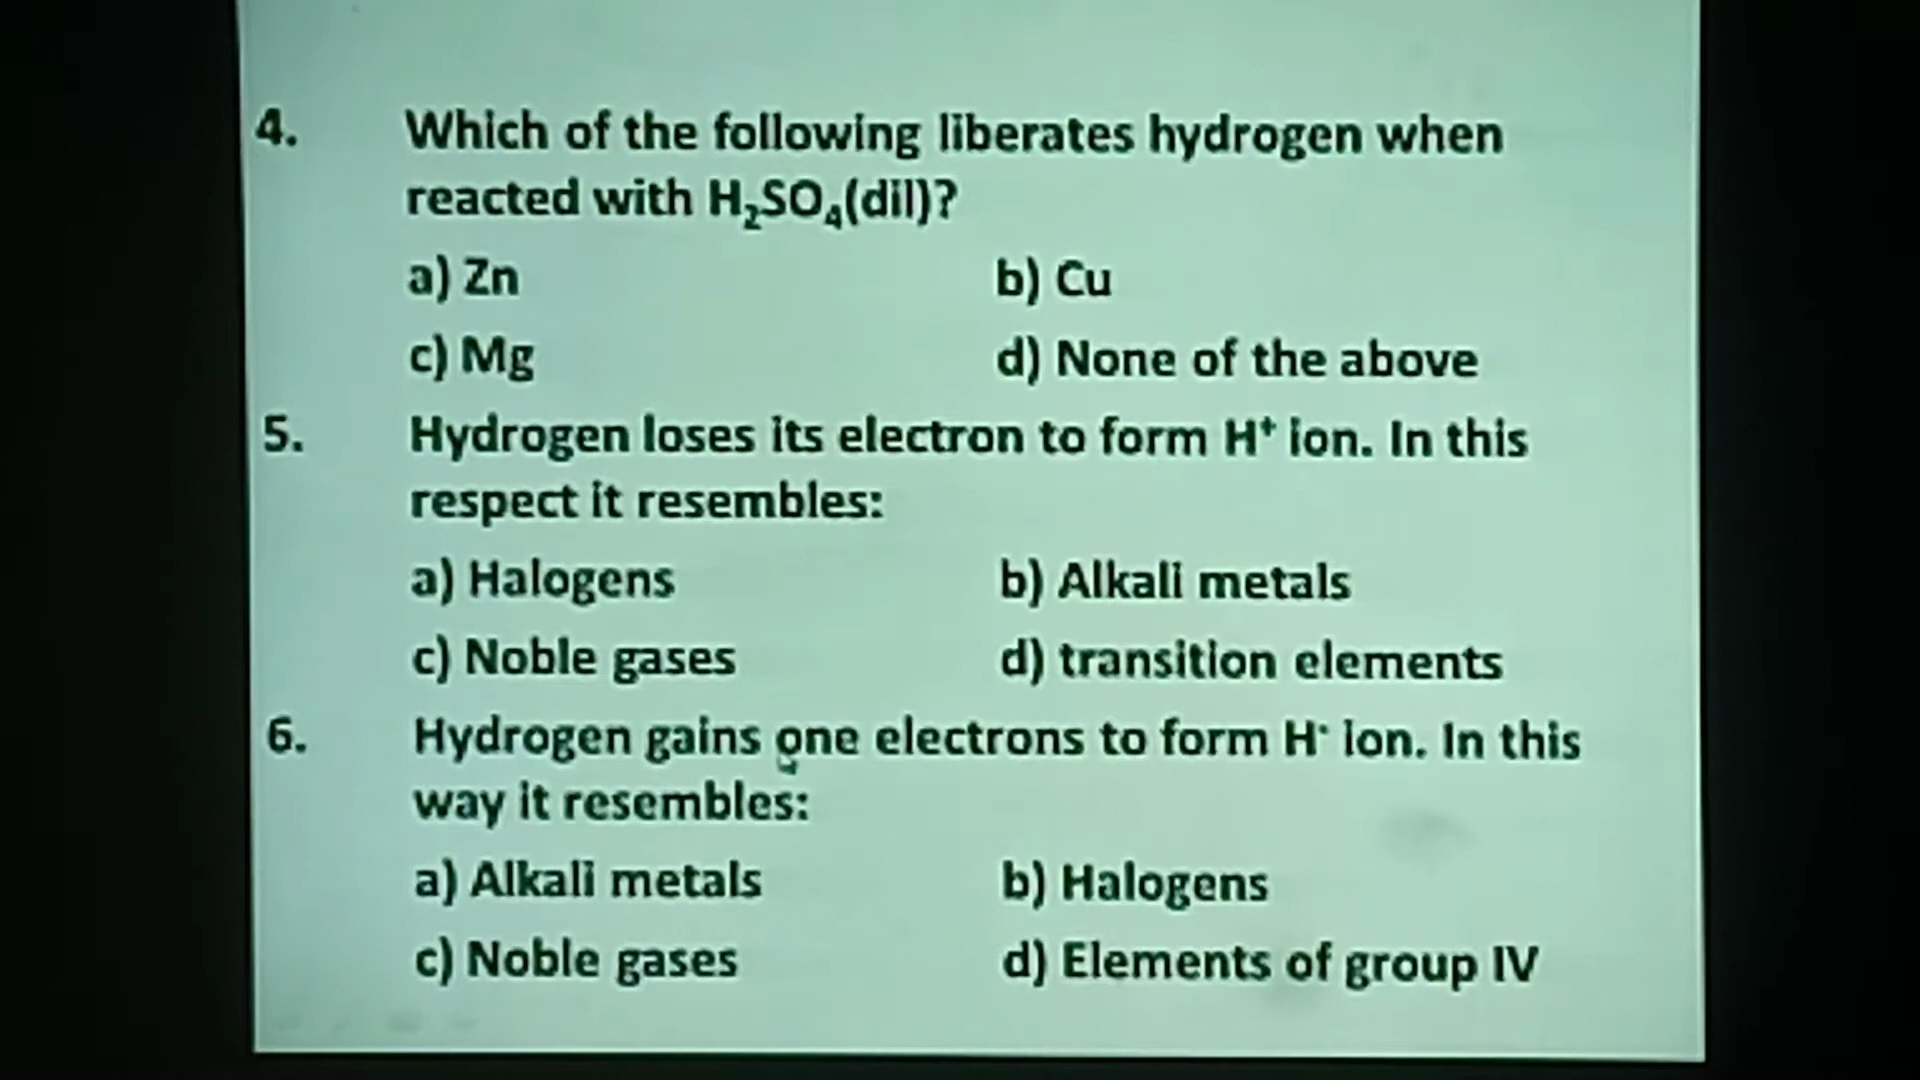 4. Which of the following liberates hydrogen when
reacted with H₂SO₄(dil)?
a) Zn b) Cu
c) Mg d) None of the above
5. Hydrogen loses its electron to form H⁺ ion. In this
respect it resembles:
a) Halogens b) Alkali metals
c) Noble gases d) transition elements
6. Hydrogen gains one electrons to form H⁻ ion. In this
way it resembles:
a) Alkali metals b) Halogens
c) Noble gases d) Elements of group IV